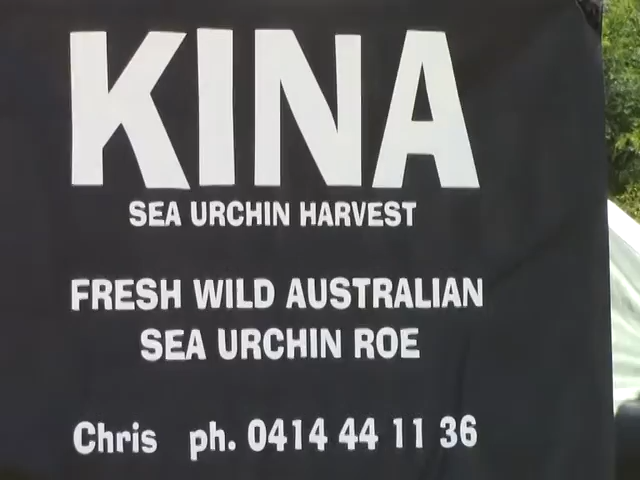 KINA
SEA URCHIN HARVEST
FRESH WILD AUSTRALIAN
SEA URCHIN ROE
Chris ph. 0414 44 11 36